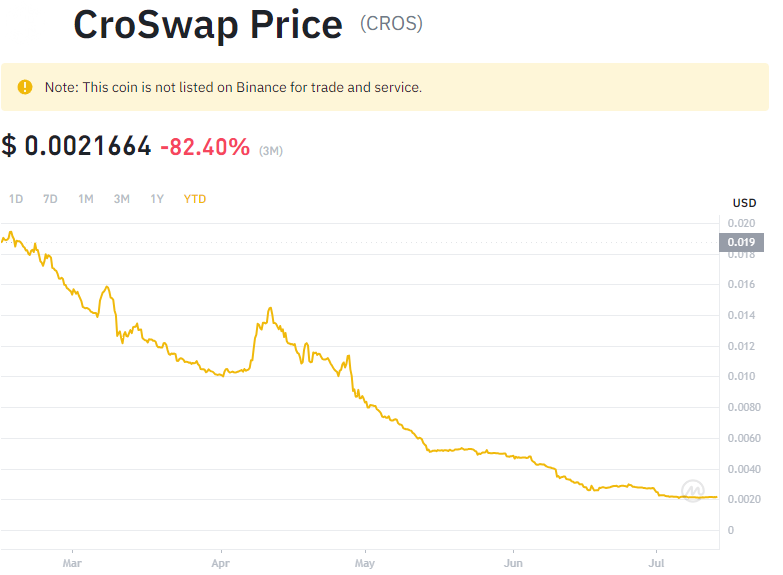 CroSwap Price (CROS)
Note: This coin is not listed on Binance for trade and service.
$ 0.0021664 -82.40% (3M)
1D 7D 1M 3M 1Y YTD
USD
0.020
0.019
0.018
0.016
0.014
0.012
0.010
0.0080
0.0060
0.0040
0.0020
0
Mar Apr May Jun Jul